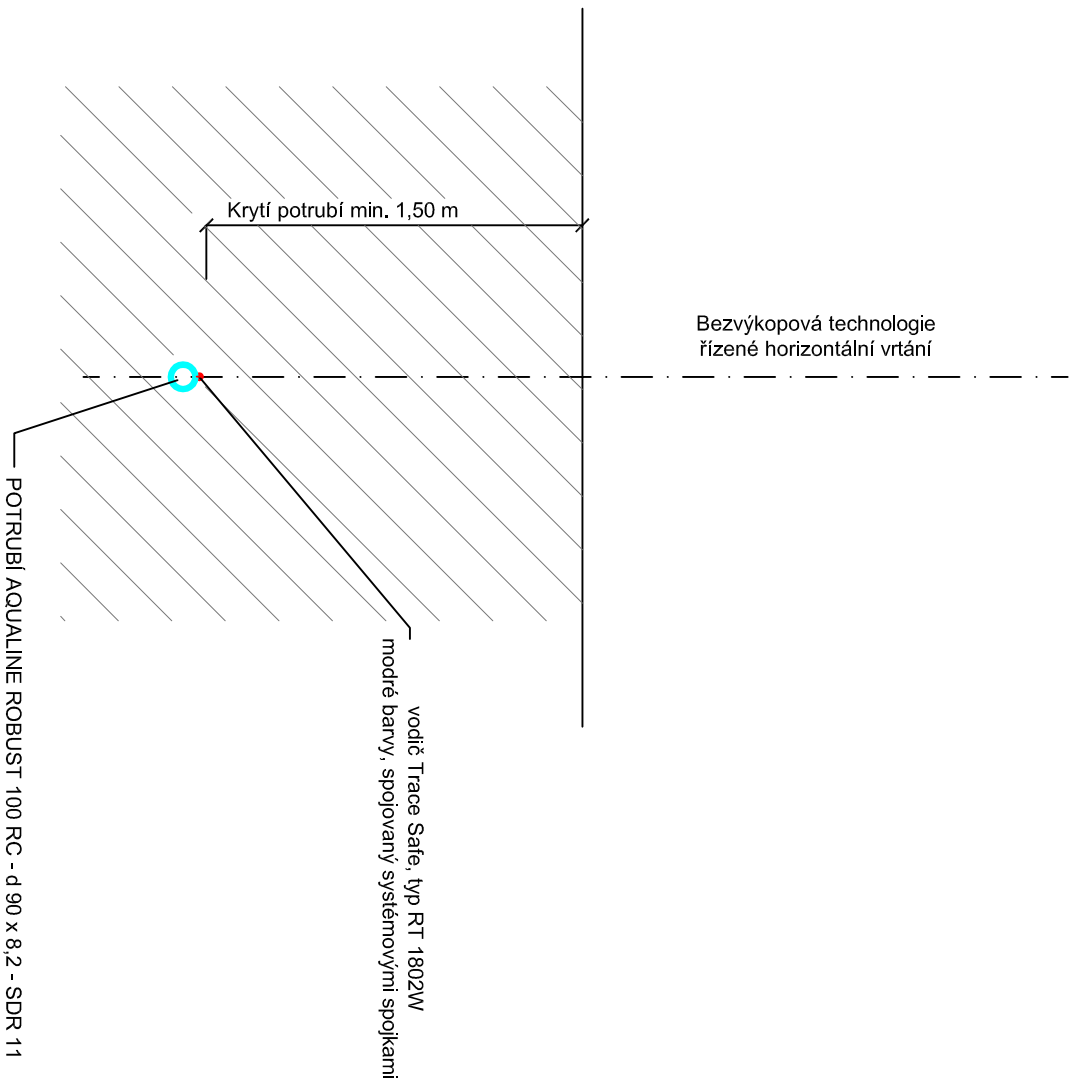 Krytí potrubí min. 1,50 m
Bezvýkopová technologie
řízené horizontální vrtání
vodič Trace Safe, typ RT 1802W
modré barvy, spojovaný systémovými spojkami
POTRUBÍ AQUALINE ROBUST 100 RC - d 90 x 8,2 - SDR 11